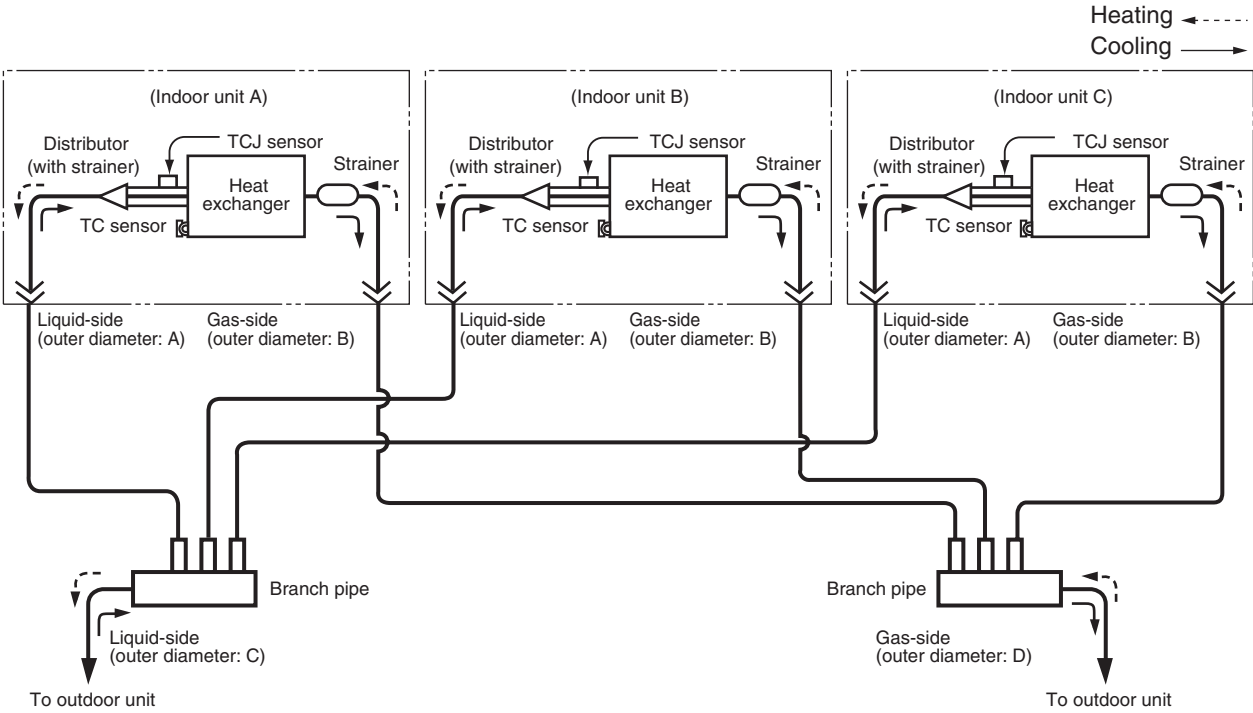 Heating
Cooling
(Indoor unit A)
Distributor
(with strainer)
TCJ sensor
Strainer
Heat
exchanger
TC sensor
Liquid-side
(outer diameter: A)
Gas-side
(outer diameter: B)
(Indoor unit B)
Distributor
(with strainer)
TCJ sensor
Strainer
Heat
exchanger
TC sensor
Liquid-side
(outer diameter: A)
Gas-side
(outer diameter: B)
(Indoor unit C)
Distributor
(with strainer)
TCJ sensor
Strainer
Heat
exchanger
TC sensor
Liquid-side
(outer diameter: A)
Gas-side
(outer diameter: B)
Branch pipe
Liquid-side
(outer diameter: C)
To outdoor unit
Branch pipe
Gas-side
(outer diameter: D)
To outdoor unit